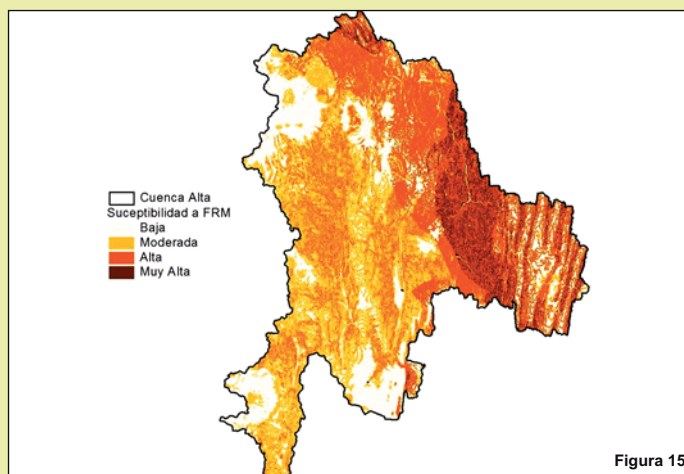 Cuenca Alta
Suceptibilidad a FRM
Baja
Moderada
Alta
Muy Alta
Figura 15